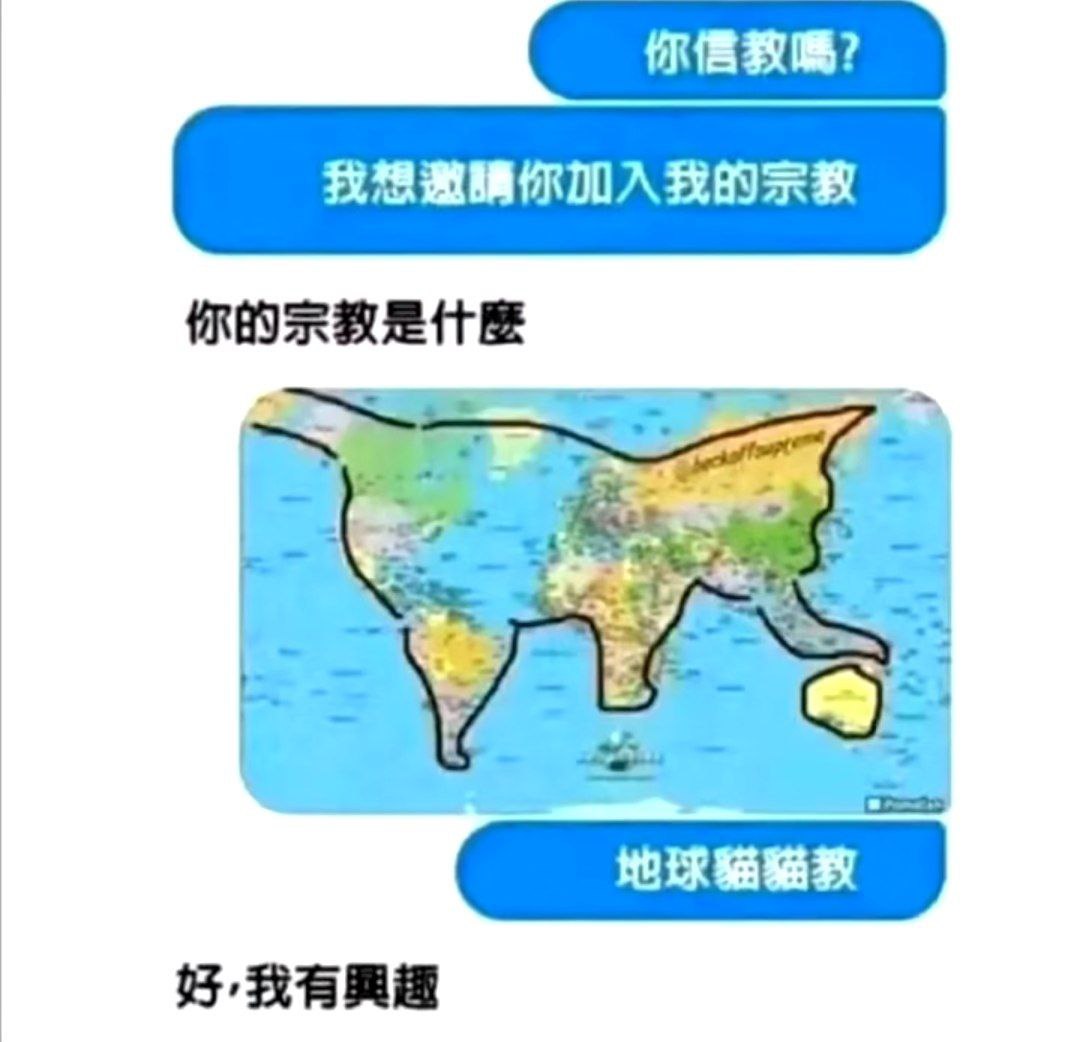 你信教嗎?
我想邀請你加入我的宗教
你的宗教是什麼
地球貓貓教
好,我有興趣